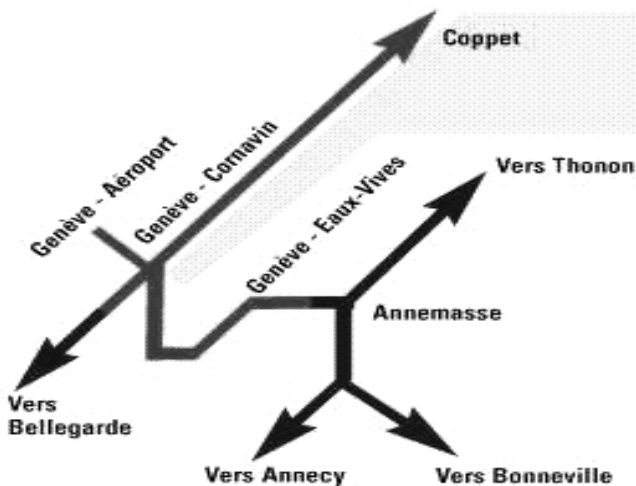 Coppet
Genève - Aéroport
Genève - Cornavin
Vers Thonon
Genève - Eaux-Vives
Annemasse
Vers
Bellegarde
Vers Annecy
Vers Bonneville